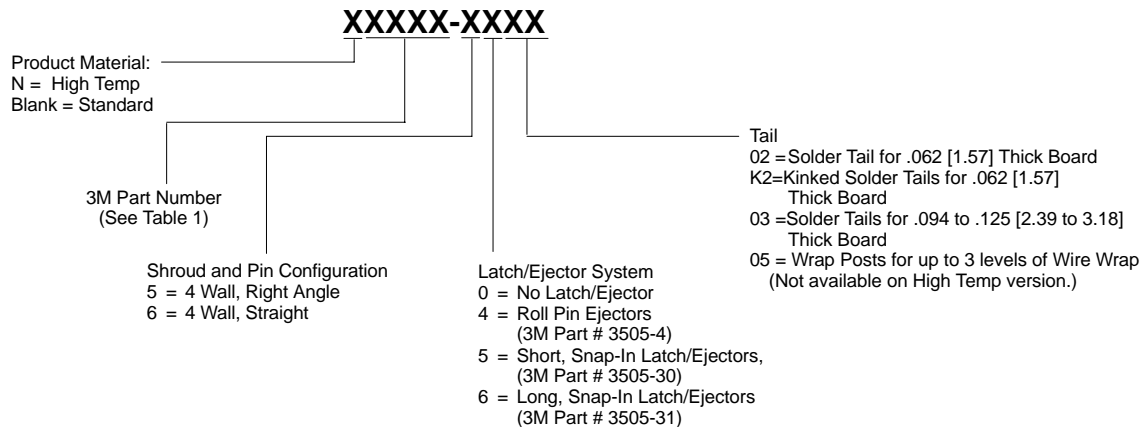 XXXXX-XXXX
Product Material:
N = High Temp
Blank = Standard
3M Part Number
(See Table 1)
Shroud and Pin Configuration
5 = 4 Wall, Right Angle
6 = 4 Wall, Straight
Latch/Ejector System
0 = No Latch/Ejector
4 = Roll Pin Ejectors
(3M Part # 3505-4)
5 = Short, Snap-In Latch/Ejectors,
(3M Part # 3505-30)
6 = Long, Snap-In Latch/Ejectors
(3M Part # 3505-31)
Tail
02 =Solder Tail for .062 [1.57] Thick Board
K2=Kinked Solder Tails for .062 [1.57]
Thick Board
03 =Solder Tails for .094 to .125 [2.39 to 3.18]
Thick Board
05 = Wrap Posts for up to 3 levels of Wire Wrap
(Not available on High Temp version.)